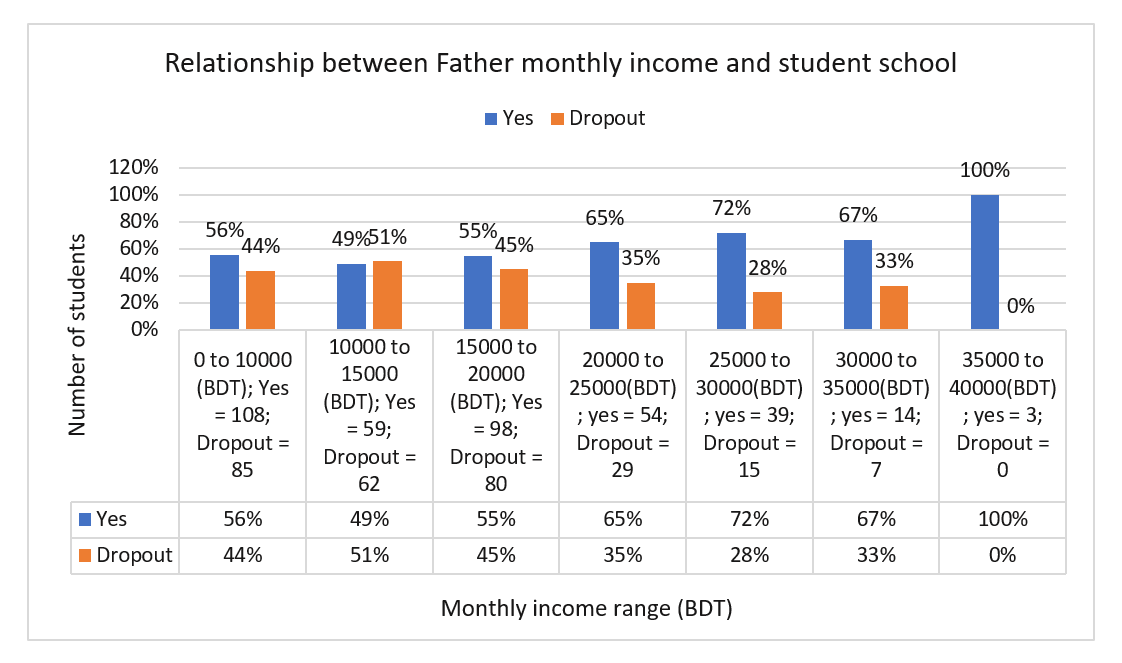 Relationship between Father monthly income and student school
Yes Dropout
Number of students
120%
100%
80%
60%
40%
20%
0%
56% 44% 49% 51% 55% 45% 65% 35% 72% 28% 67% 33% 100% 0%
0 to 10000
(BDT); Yes
= 108;
Dropout =
85
10000 to
15000
(BDT); Yes
= 59;
Dropout =
62
15000 to
20000
(BDT); Yes
= 98;
Dropout =
80
20000 to
25000(BDT)
; yes = 54;
Dropout =
29
25000 to
30000(BDT)
; yes = 39;
Dropout =
15
30000 to
35000(BDT)
; yes = 14;
Dropout =
7
35000 to
40000(BDT)
; yes = 3;
Dropout =
0
Yes 56% 49% 55% 65% 72% 67% 100%
Dropout 44% 51% 45% 35% 28% 33% 0%
Monthly income range (BDT)